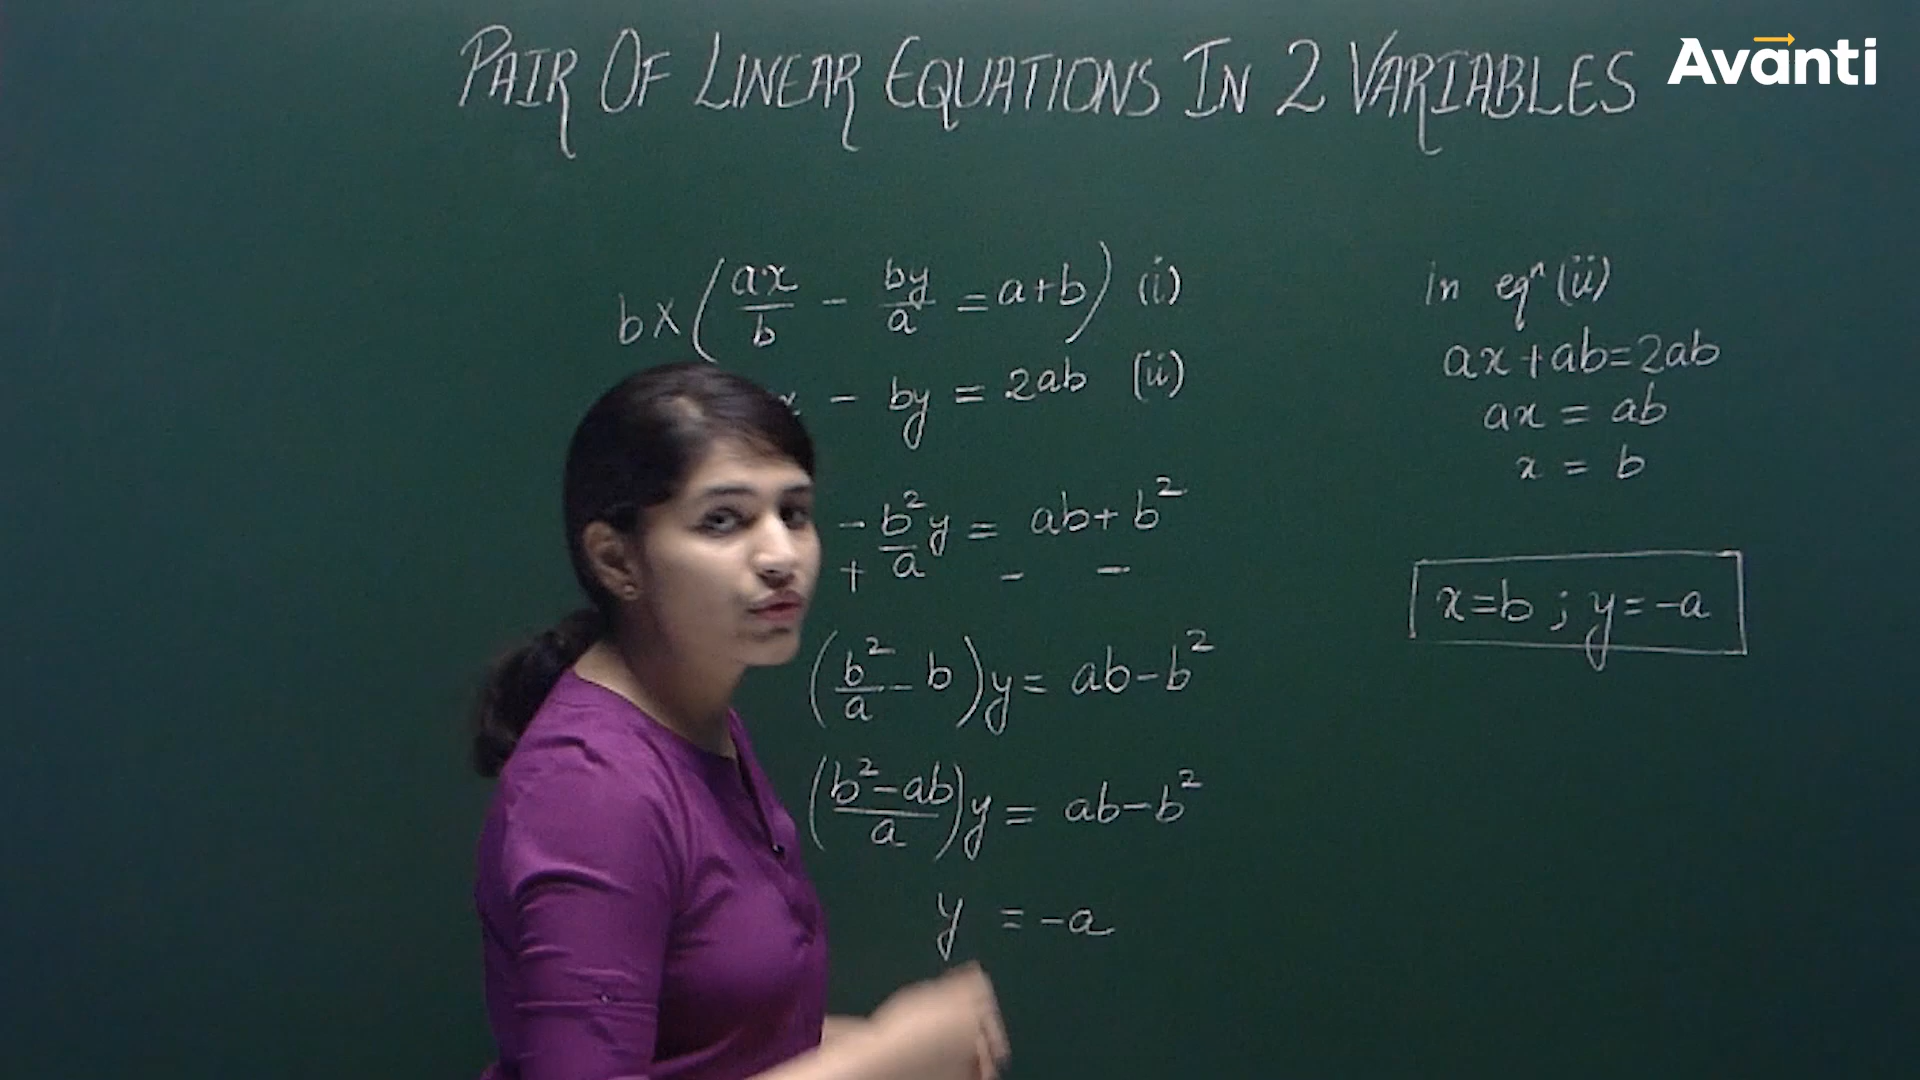 PAIR OF LINEAR EQUATIONS IN 2 VARIABLES
Avanti
b×(ax/b - by/a = a+b) (i)
- by = 2ab (ii)
- b²/a y = ab + b²
+ - -
(b²/a - b)y = ab - b²
((b²-ab)/a)y = ab - b²
y = -a
in eqⁿ (ii)
ax + ab = 2ab
ax = ab
x = b
x = b ; y = -a